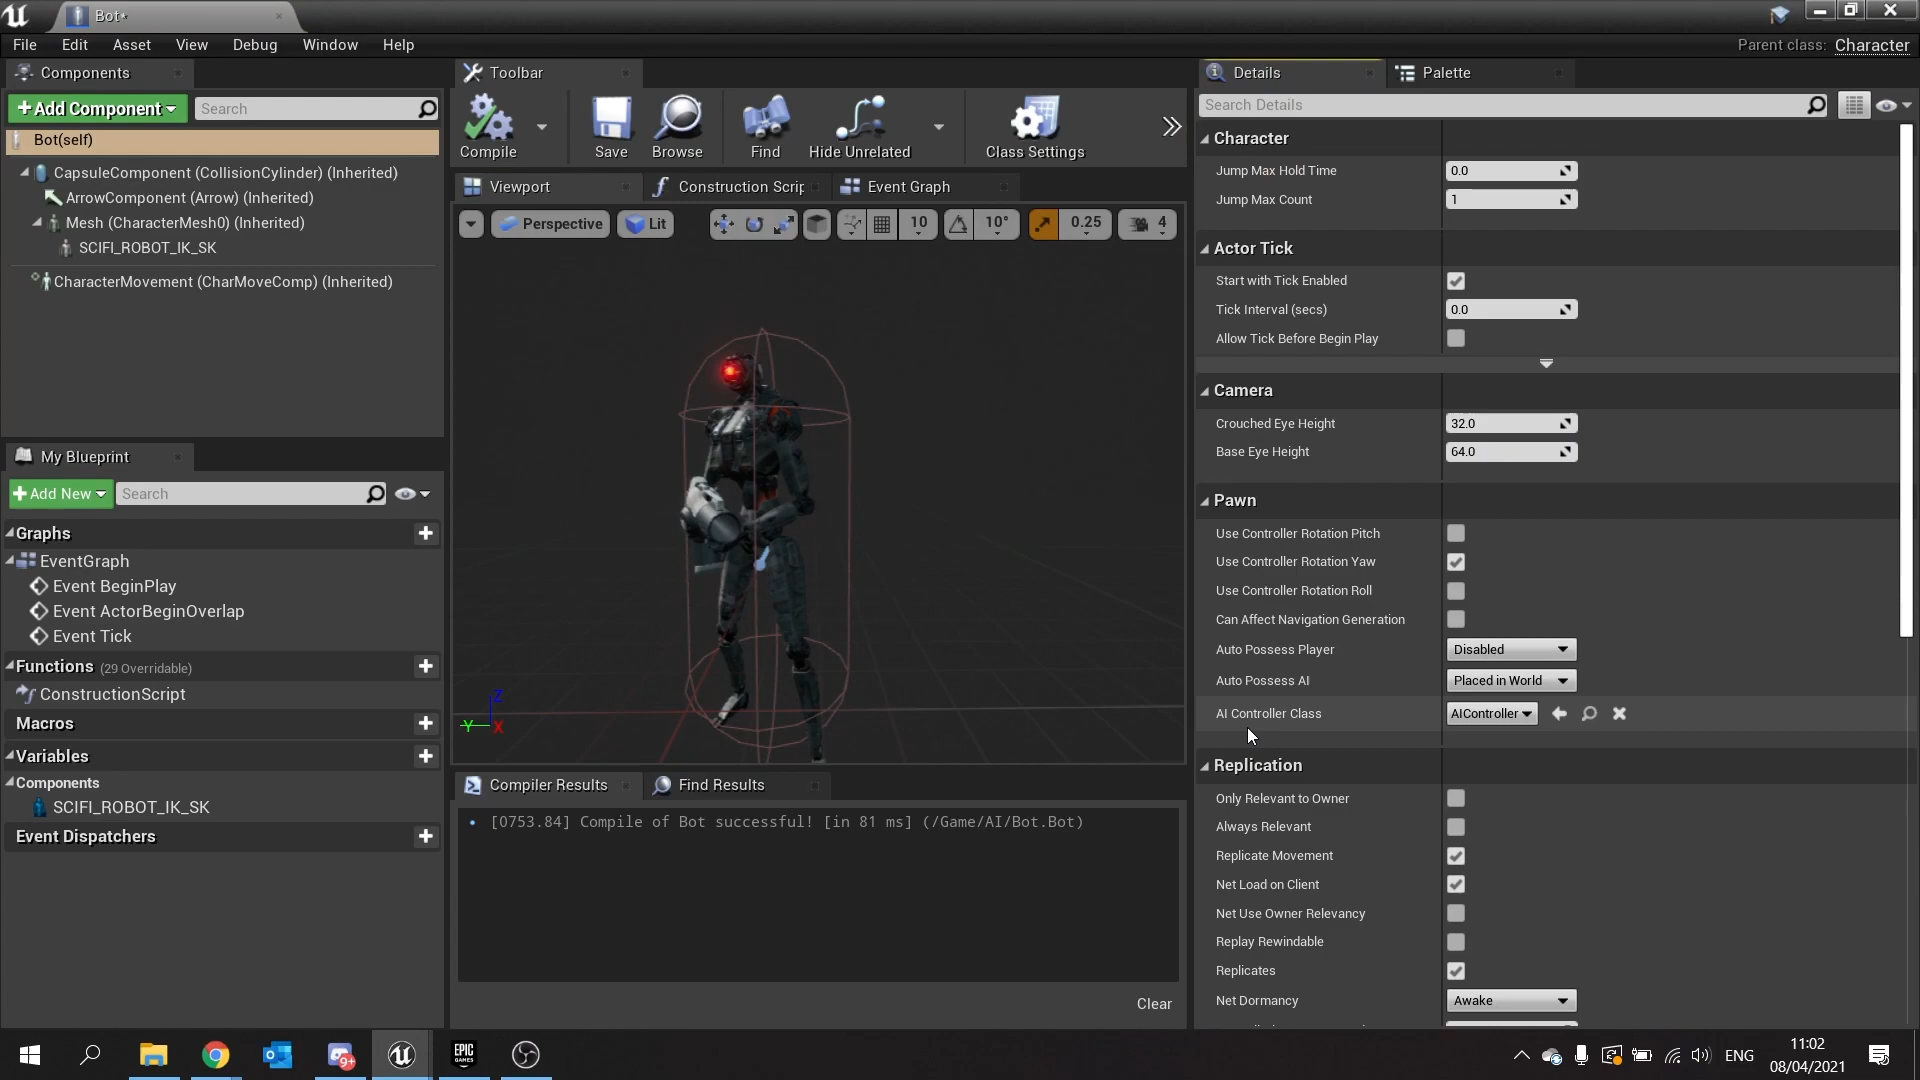 Bot*
File Edit Asset View Debug Window Help
Parent class: Character
Components
Add Component
Search
Bot(self)
CapsuleComponent (CollisionCylinder) (Inherited)
ArrowComponent (Arrow) (Inherited)
Mesh (CharacterMesh0) (Inherited)
SCIFI_ROBOT_IK_SK
CharacterMovement (CharMoveComp) (Inherited)
My Blueprint
Add New
Search
Graphs
EventGraph
Event BeginPlay
Event ActorBeginOverlap
Event Tick
Functions (29 Overridable)
ConstructionScript
Macros
Variables
Components
SCIFI_ROBOT_IK_SK
Event Dispatchers
Toolbar
Compile
Save
Browse
Find
Hide Unrelated
Class Settings
Viewport
Construction Scrip
Event Graph
Perspective
Lit
10
10°
0.25
4
Z
Y
X
Compiler Results
Find Results
[0753.84] Compile of Bot successful! [in 81 ms] (/Game/AI/Bot.Bot)
Clear
Details
Palette
Search Details
Character
Jump Max Hold Time 0.0
Jump Max Count 1
Actor Tick
Start with Tick Enabled
Tick Interval (secs) 0.0
Allow Tick Before Begin Play
Camera
Crouched Eye Height 32.0
Base Eye Height 64.0
Pawn
Use Controller Rotation Pitch
Use Controller Rotation Yaw
Use Controller Rotation Roll
Can Affect Navigation Generation
Auto Possess Player Disabled
Auto Possess AI Placed in World
AI Controller Class AIController
Replication
Only Relevant to Owner
Always Relevant
Replicate Movement
Net Load on Client
Net Use Owner Relevancy
Replay Rewindable
Replicates
Net Dormancy Awake
9+
EPIC
GAMES
ENG
11:02
08/04/2021